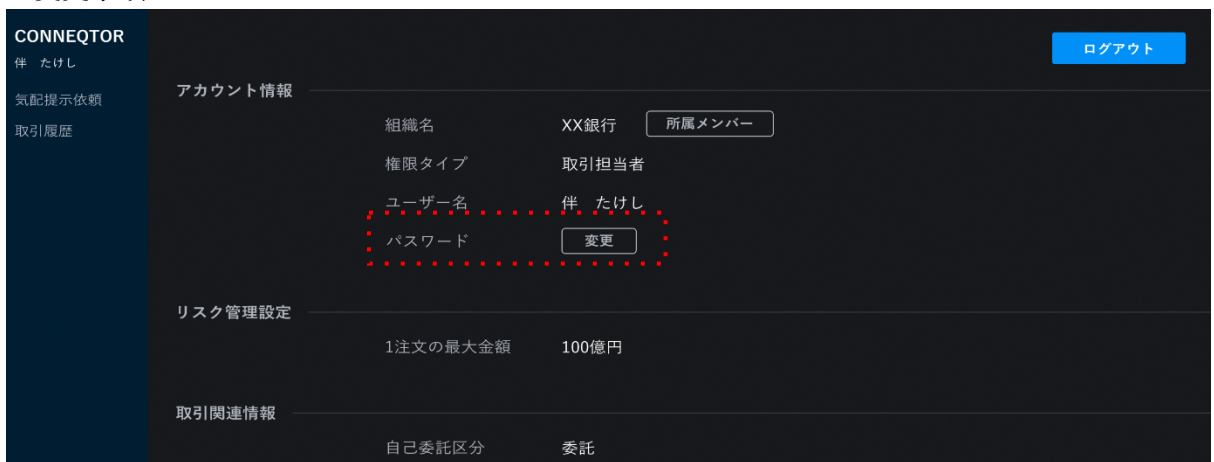 CONNEQTOR
伴 たけし
気配提示依頼
取引履歴
ログアウト
アカウント情報
組織名 XX銀行 所属メンバー
権限タイプ 取引担当者
ユーザー名 伴 たけし
パスワード 変更
リスク管理設定
1注文の最大金額 100億円
取引関連情報
自己委託区分 委託